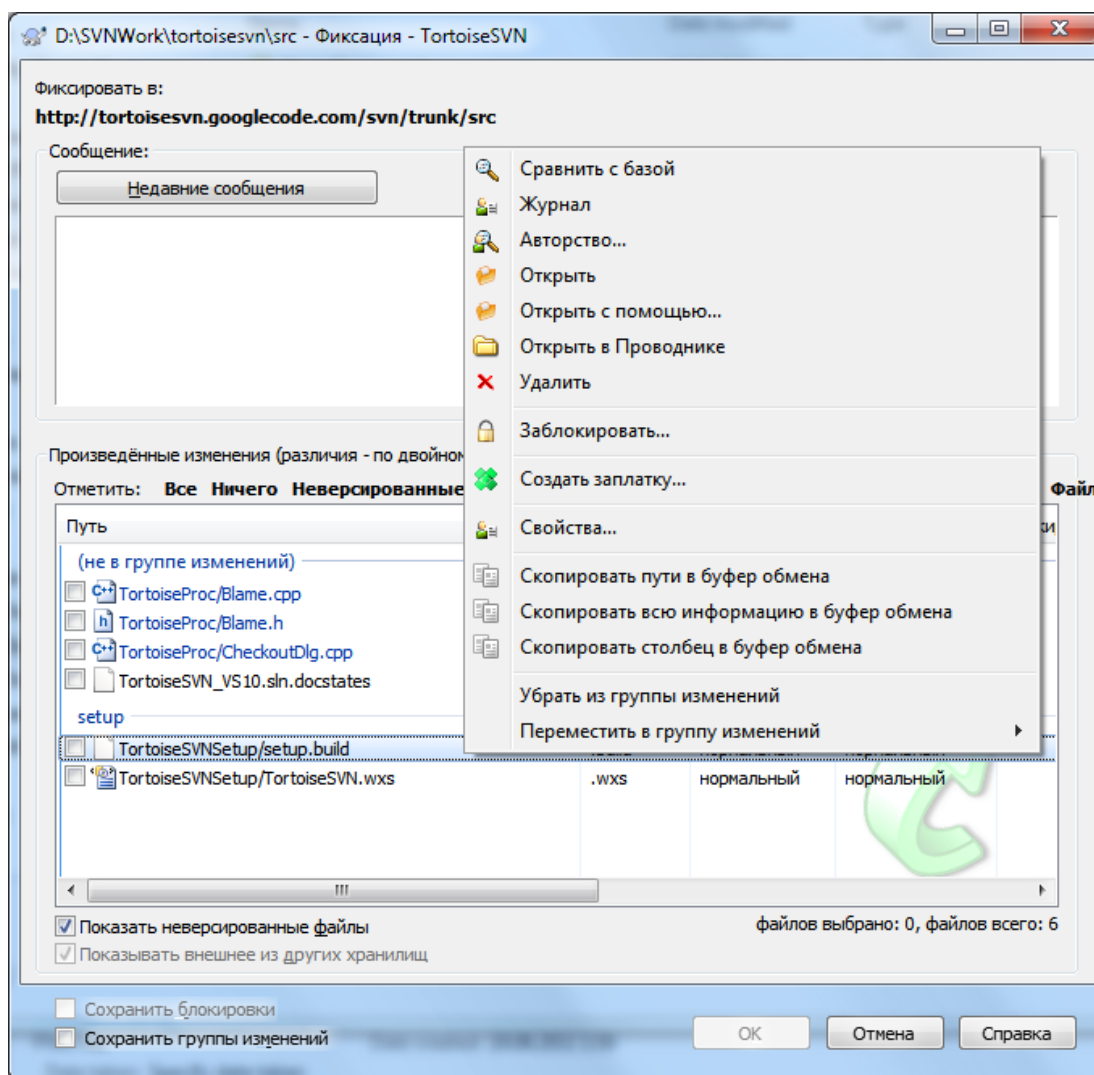 D:\SVNWork\tortoisesvn\src - Фиксация - TortoiseSVN
Фиксировать в:
http://tortoisesvn.googlecode.com/svn/trunk/src
Сообщение:
Недавние сообщения
Сравнить с базой
Журнал
Авторство...
Открыть
Открыть с помощью...
Открыть в Проводнике
Удалить
Заблокировать...
Создать заплатку...
Свойства...
Скопировать пути в буфер обмена
Скопировать всю информацию в буфер обмена
Скопировать столбец в буфер обмена
Убрать из группы изменений
Переместить в группу изменений
Произведённые изменения (различия - по двойном
Отметить: Все Ничего Неверсированные Файл
Путь
(не в группе изменений)
TortoiseProc/Blame.cpp
TortoiseProc/Blame.h
TortoiseProc/CheckoutDlg.cpp
TortoiseSVN_VS10.sln.docstates
setup
TortoiseSVNSetup/setup.build
TortoiseSVNSetup/TortoiseSVN.wxs .wxs нормальный нормальный
Показать неверсированные файлы
файлов выбрано: 0, файлов всего: 6
Показывать внешнее из других хранилищ
Сохранить блокировки
Сохранить группы изменений
OK Отмена Справка